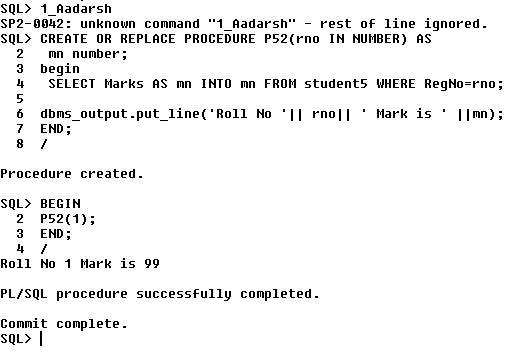 SQL> 1_Aadarsh
SP2-0042: unknown command "1_Aadarsh" - rest of line ignored.
SQL> CREATE OR REPLACE PROCEDURE P52(rno IN NUMBER) AS
  2   mn number;
  3  begin
  4   SELECT Marks AS mn INTO mn FROM student5 WHERE RegNo=rno;
  5
  6  dbms_output.put_line('Roll No '|| rno|| ' Mark is ' ||mn);
  7  END;
  8  /
Procedure created.
SQL> BEGIN
  2  P52(1);
  3  END;
  4  /
Roll No 1 Mark is 99
PL/SQL procedure successfully completed.
Commit complete.
SQL>